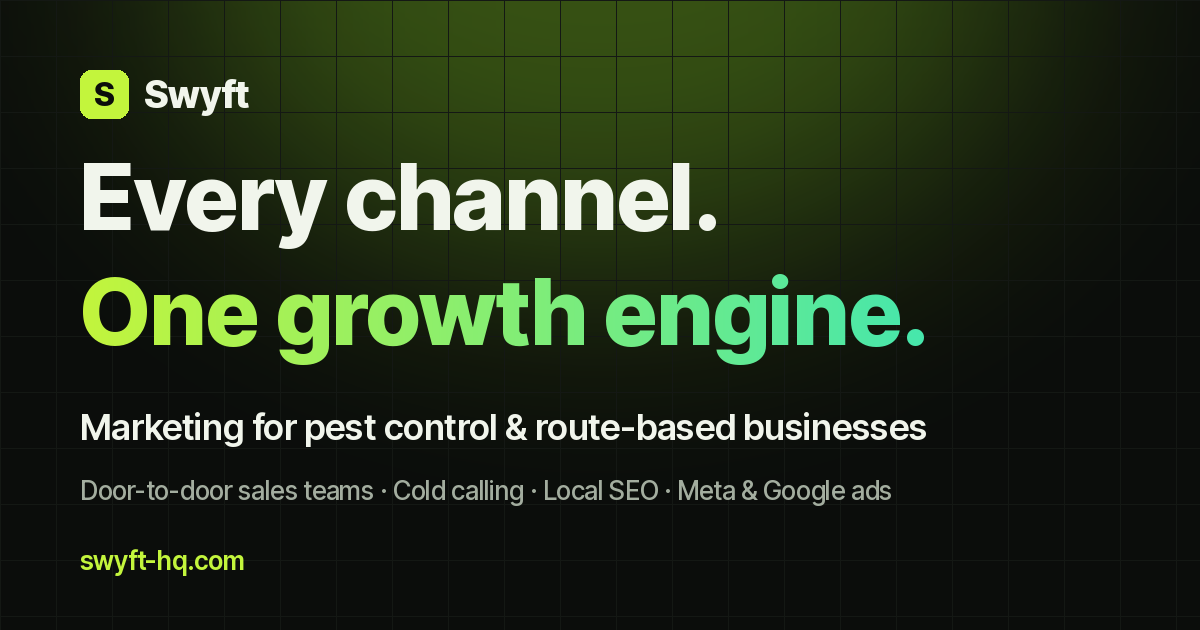 S Swyft
Every channel.
One growth engine.
Marketing for pest control & route-based businesses
Door-to-door sales teams · Cold calling · Local SEO · Meta & Google ads
swyft-hq.com